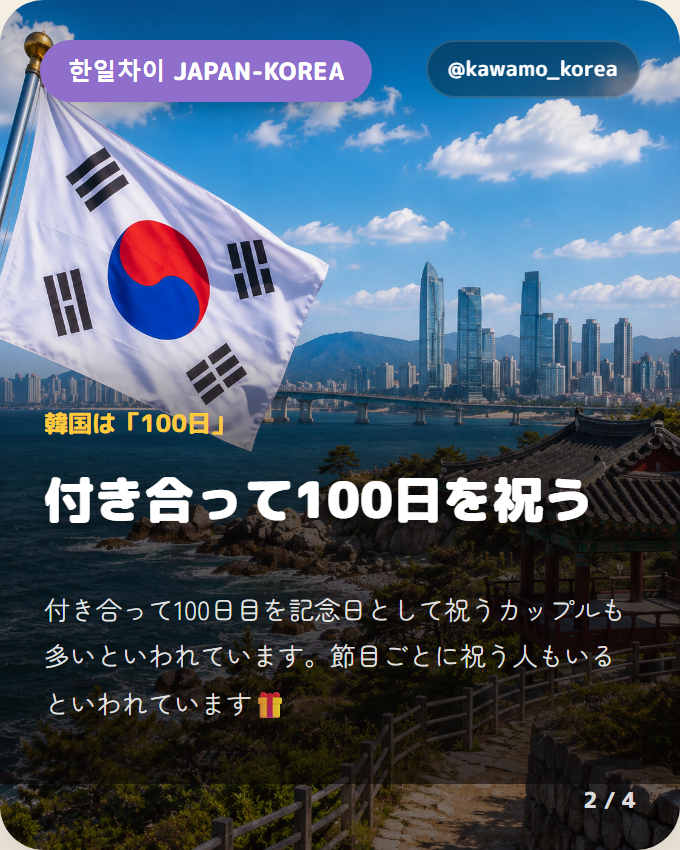 한일차이 JAPAN-KOREA
@kawamo_korea
韓国は「100日」
付き合って100日を祝う
付き合って100日目を記念日として祝うカップルも
多いといわれています。節目ごとに祝う人もいる
といわれています🎁
2 / 4